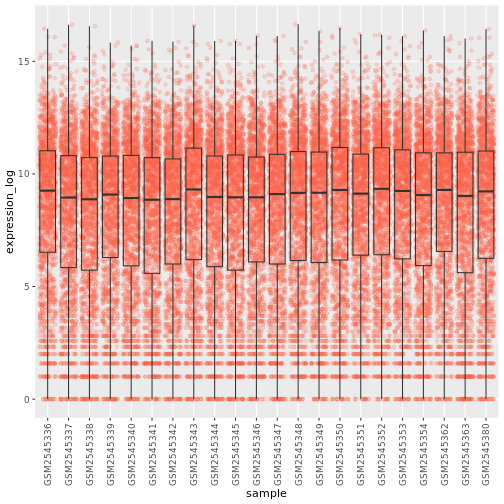 expression_log
15
10
5
0
GSM2545336
GSM2545337
GSM2545338
GSM2545339
GSM2545340
GSM2545341
GSM2545342
GSM2545343
GSM2545344
GSM2545345
GSM2545346
GSM2545347
GSM2545348
GSM2545349
GSM2545350
GSM2545351
GSM2545352
GSM2545353
GSM2545354
GSM2545362
GSM2545363
GSM2545380
sample